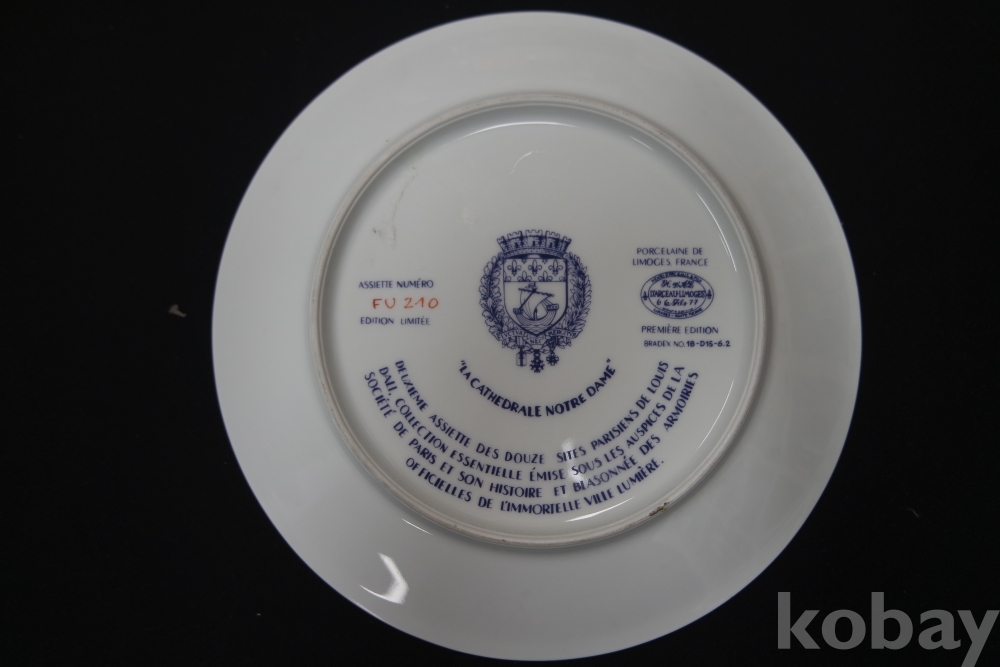 ASSIETTE NUMÉRO
FU 210
EDITION LIMITÉE
PORCELAINE DE
LIMOGES, FRANCE
D'ARCEAU-LIMOGES
PREMIÈRE EDITION
BRADEX NO. 18-D15-6.2
"LA CATHEDRALE NOTRE DAME"
DEUXIEME ASSIETTE DES DOUZE SITES PARISIENS DE LOUIS
DALI, COLLECTION ESSENTIELLE ÉMISE SOUS LES AUSPICES DE LA
SOCIÉTÉ DE PARIS ET SON HISTOIRE ET BLASONNÉE DES ARMOIRIES
OFFICIELLES DE L'IMMORTELLE VILLE LUMIÈRE.
kobay